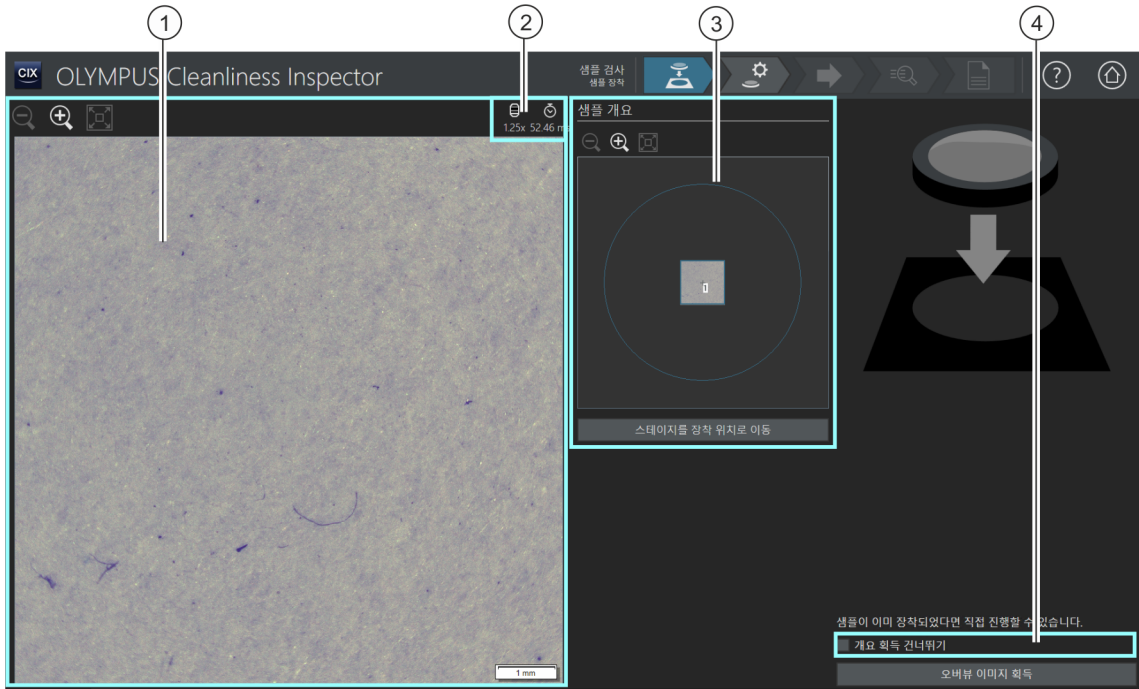 1
2
3
4
CIX
OLYMPUS Cleanliness Inspector
샘플 검사
샘플 장착
?
1.25x 52.46 m
샘플 개요
1
스테이지를 장착 위치로 이동
1 mm
샘플이 이미 장착되었다면 직접 진행할 수 있습니다.
개요 획득 건너뛰기
오버뷰 이미지 획득